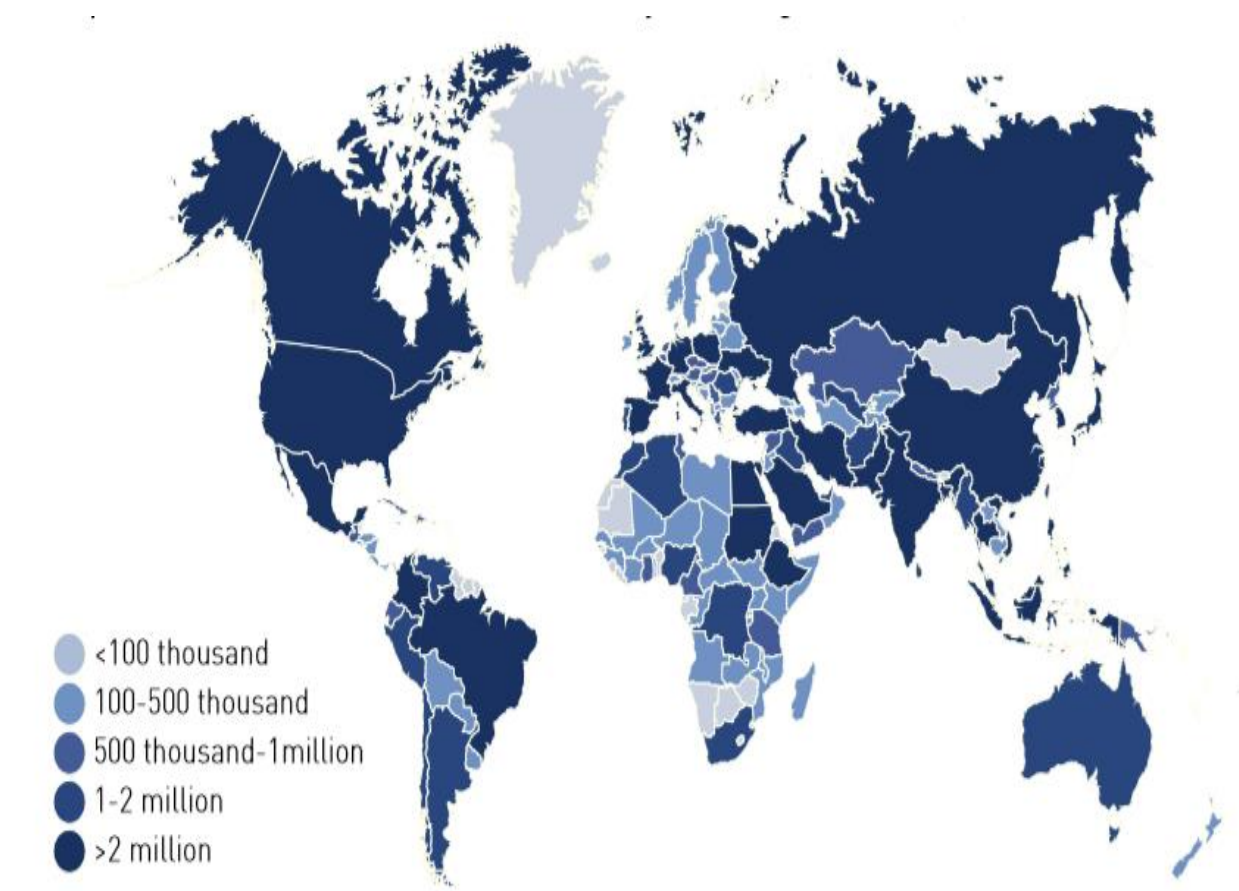 <100 thousand
100-500 thousand
500 thousand-1million
1-2 million
>2 million